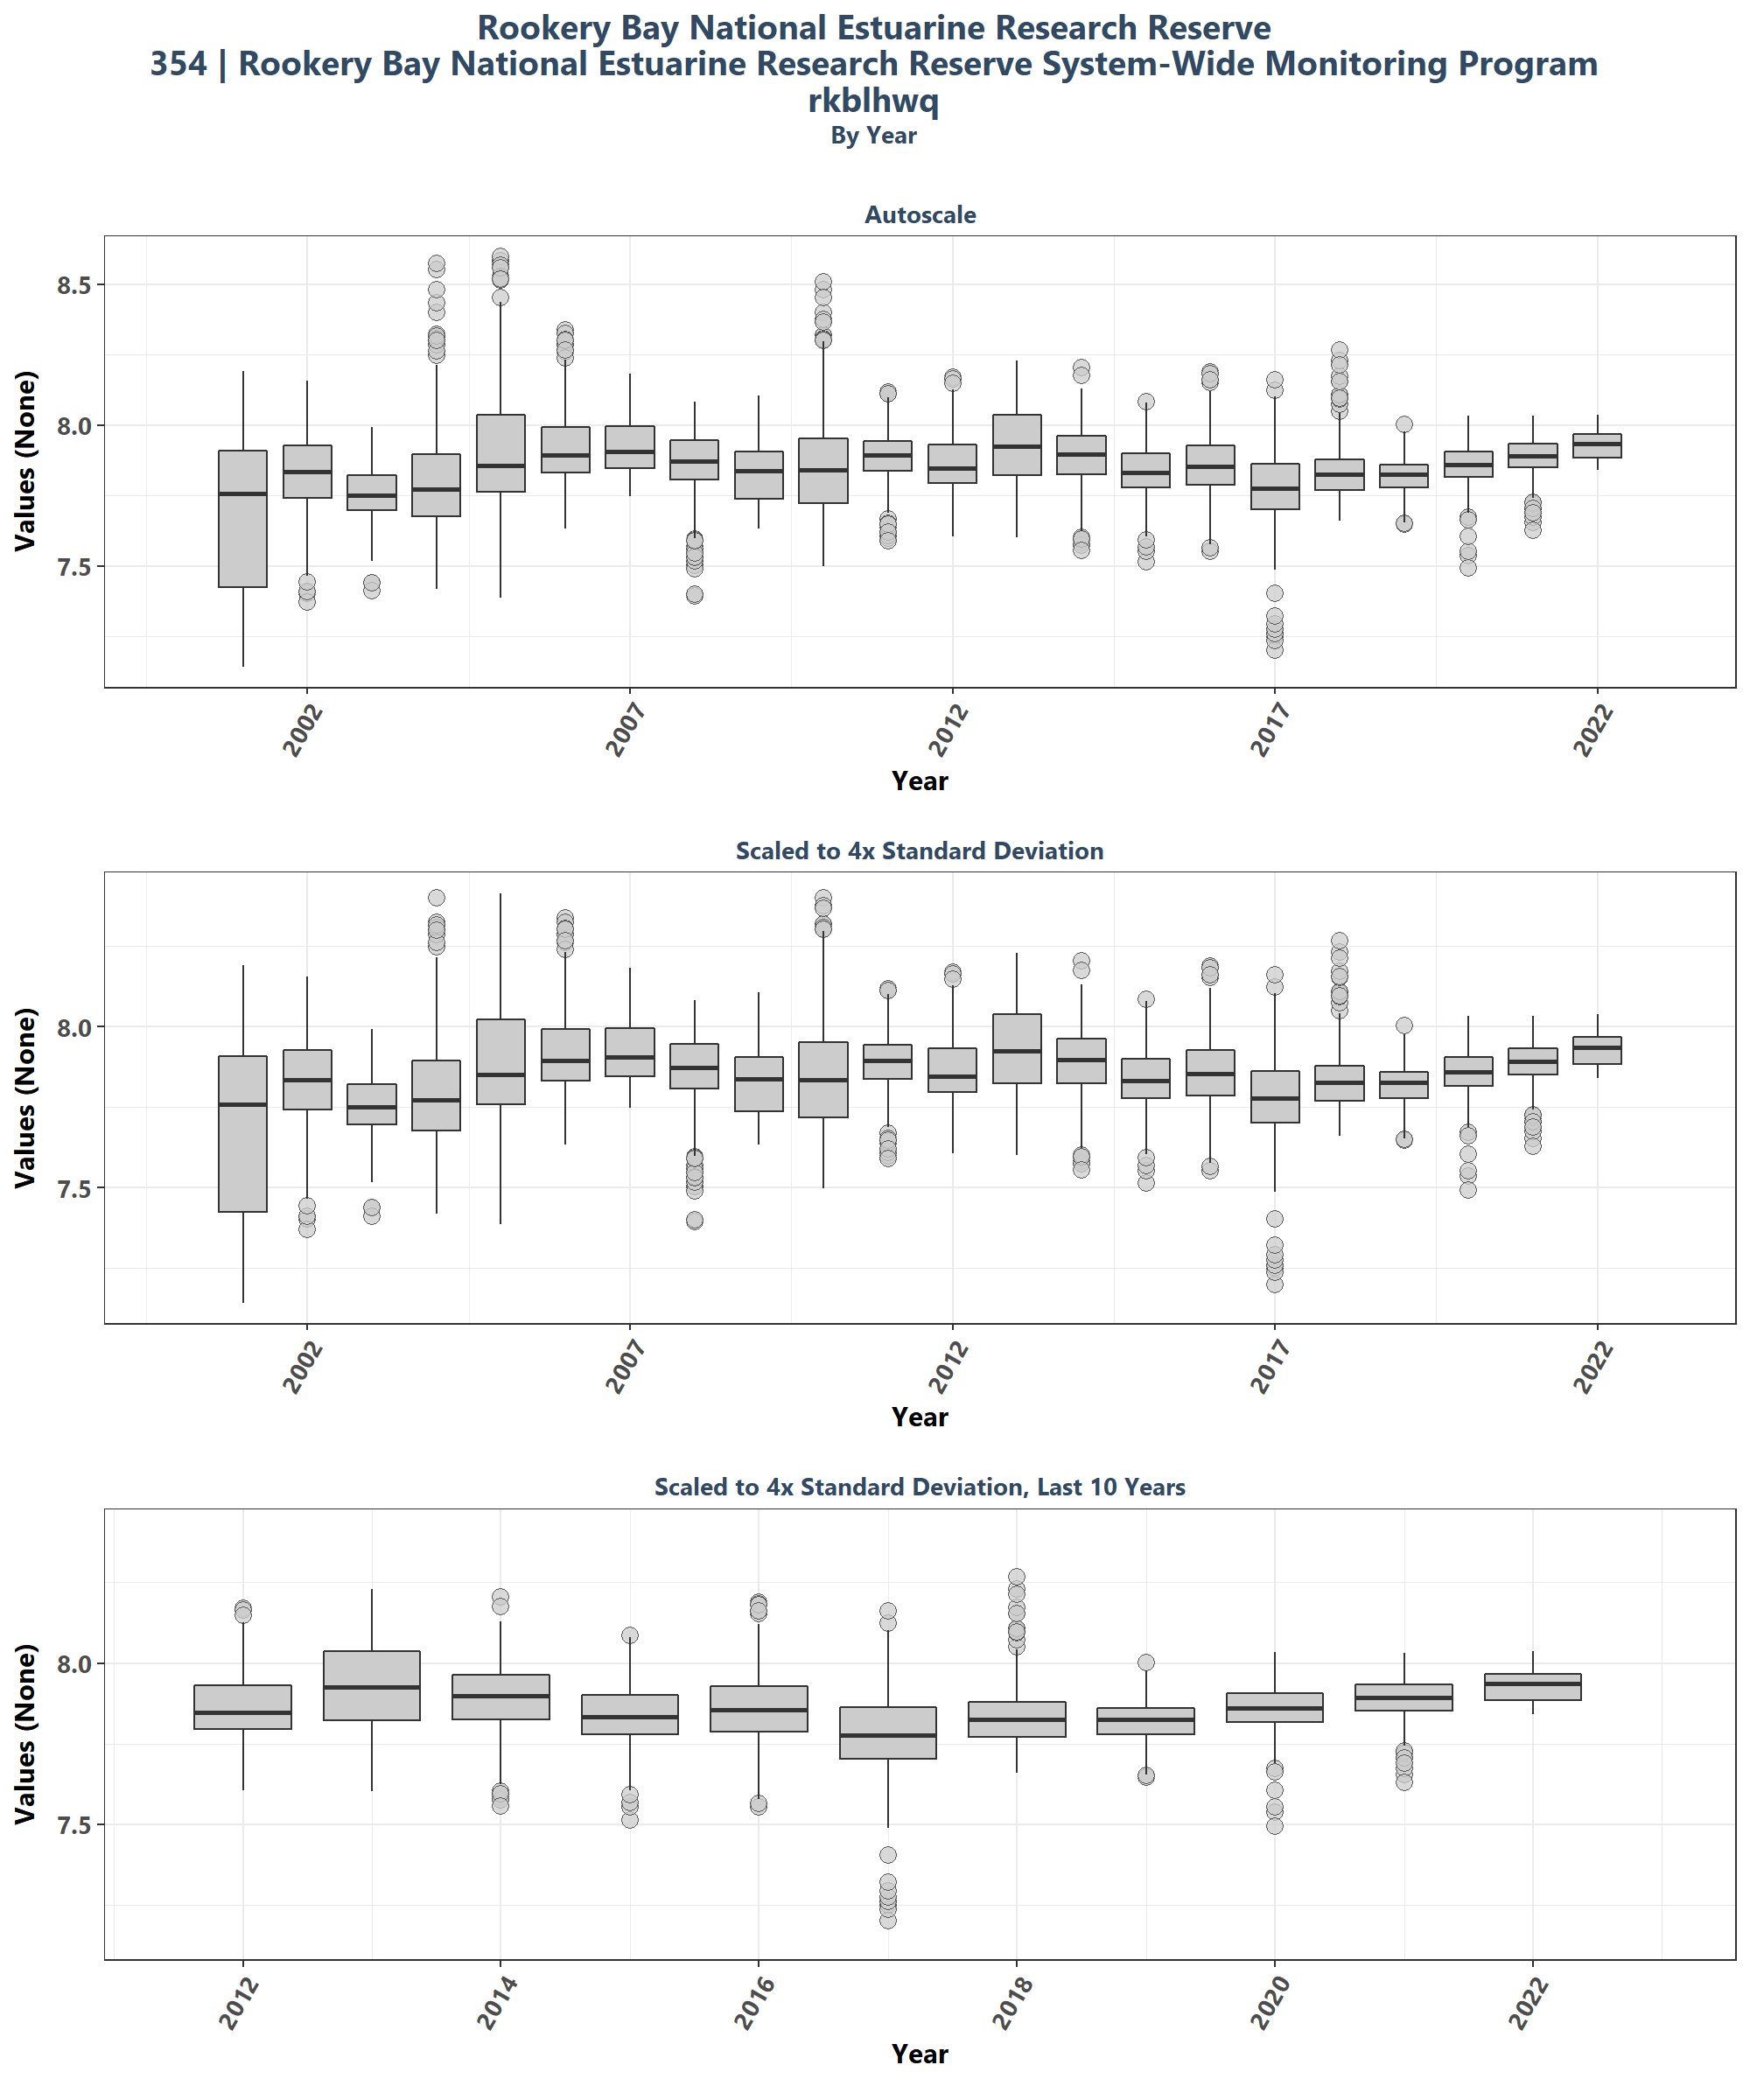 Rookery Bay National Estuarine Research Reserve
354 | Rookery Bay National Estuarine Research Reserve System-Wide Monitoring Program
rkblhwq
By Year
Autoscale
Values (None)
8.5
8.0
7.5
2002
2007
2012
2017
2022
Year
Scaled to 4x Standard Deviation
Values (None)
8.0
7.5
2002
2007
2012
2017
2022
Year
Scaled to 4x Standard Deviation, Last 10 Years
Values (None)
8.0
7.5
2012
2014
2016
2018
2020
2022
Year